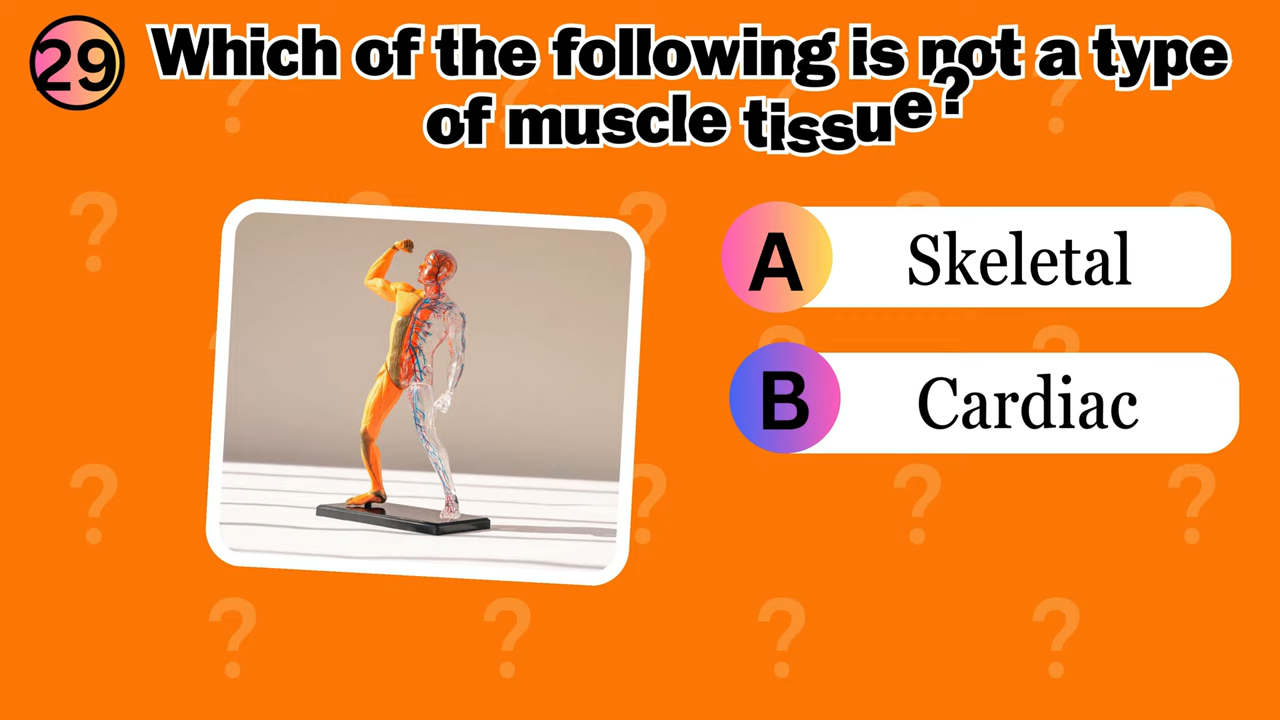 29
Which of the following is not a type
of muscle tissue?
A Skeletal
B Cardiac